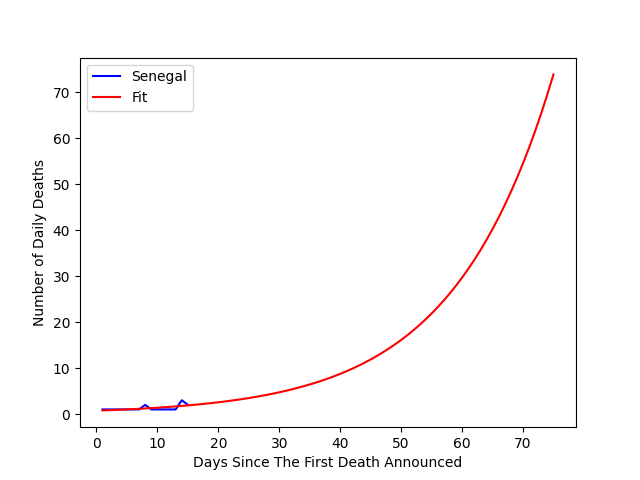 Senegal
Fit
Number of Daily Deaths
70
60
50
40
30
20
10
0
0 10 20 30 40 50 60 70
Days Since The First Death Announced